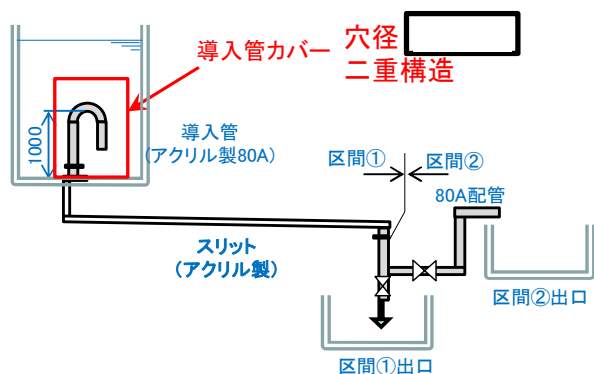 導入管カバー
穴径
二重構造
1000
導入管
(アクリル製80A)
区間①
区間②
80A配管
スリット
(アクリル製)
区間②出口
区間①出口